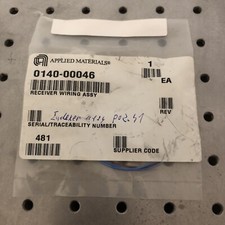 APPLIED MATERIALS®
1
0140-00046
EA
RECEIVER WIRING ASSY
REV
SERIAL/TRACEABILITY NUMBER
481
SUPPLIER CODE